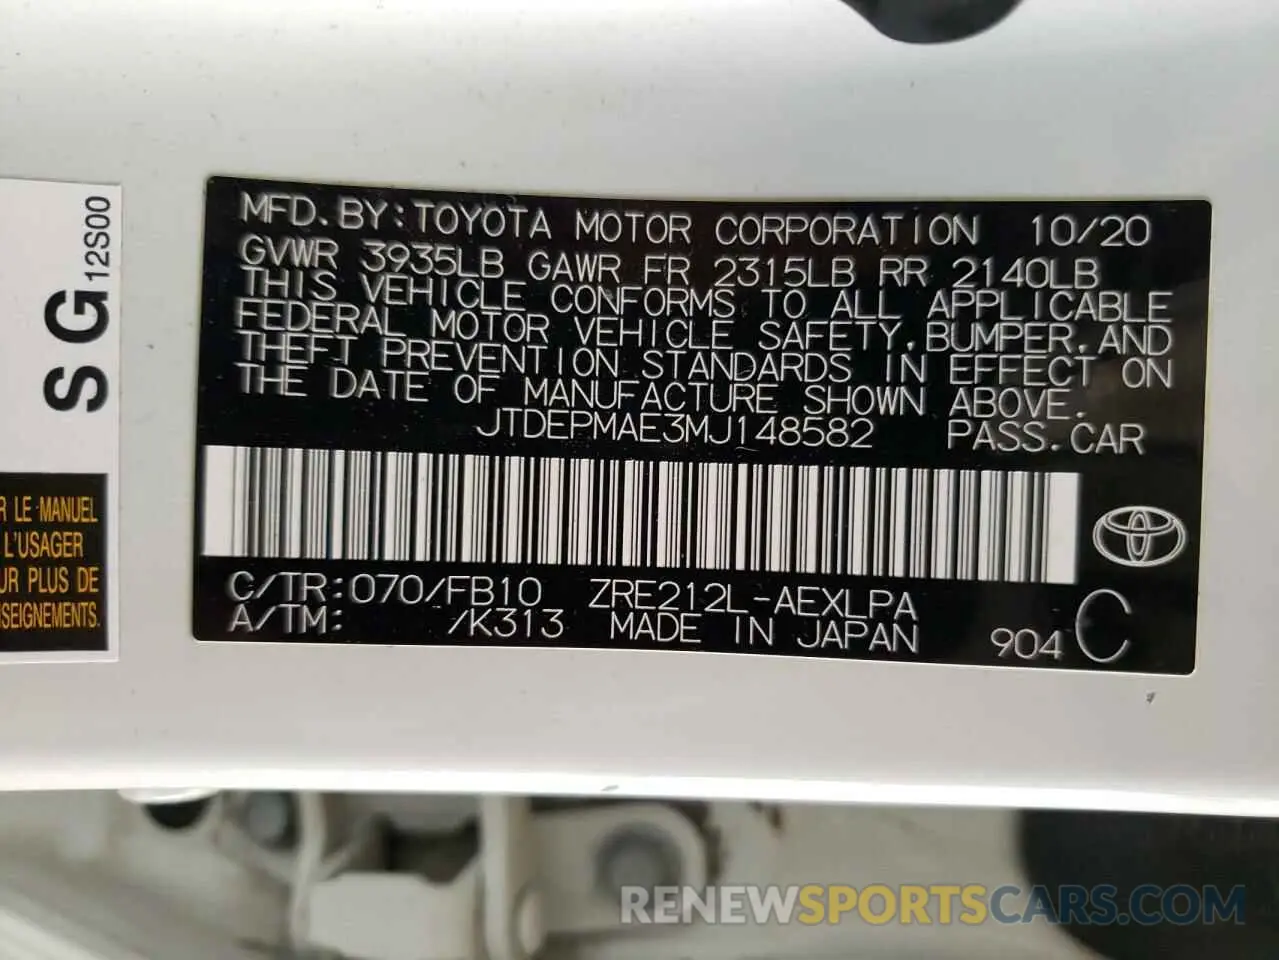 MFD. BY: TOYOTA MOTOR CORPORATION 10/20
GVWR 3935LB GAWR FR 2315LB RR 2140LB
THIS VEHICLE CONFORMS TO ALL APPLICABLE
FEDERAL MOTOR VEHICLE SAFETY, BUMPER, AND
THEFT PREVENTION STANDARDS IN EFFECT ON
THE DATE OF MANUFACTURE SHOWN ABOVE.
JTDEPMAE3MJ148582 PASS. CAR
C/TR: 070/FB10 ZRE212L-AEXLPA
A/TM: /K313 MADE IN JAPAN 904 C
S G 12S00
R LE MANUEL
L'USAGER
UR PLUS DE
SEIGNEMENTS.
RENEWSPORTSCARS.COM